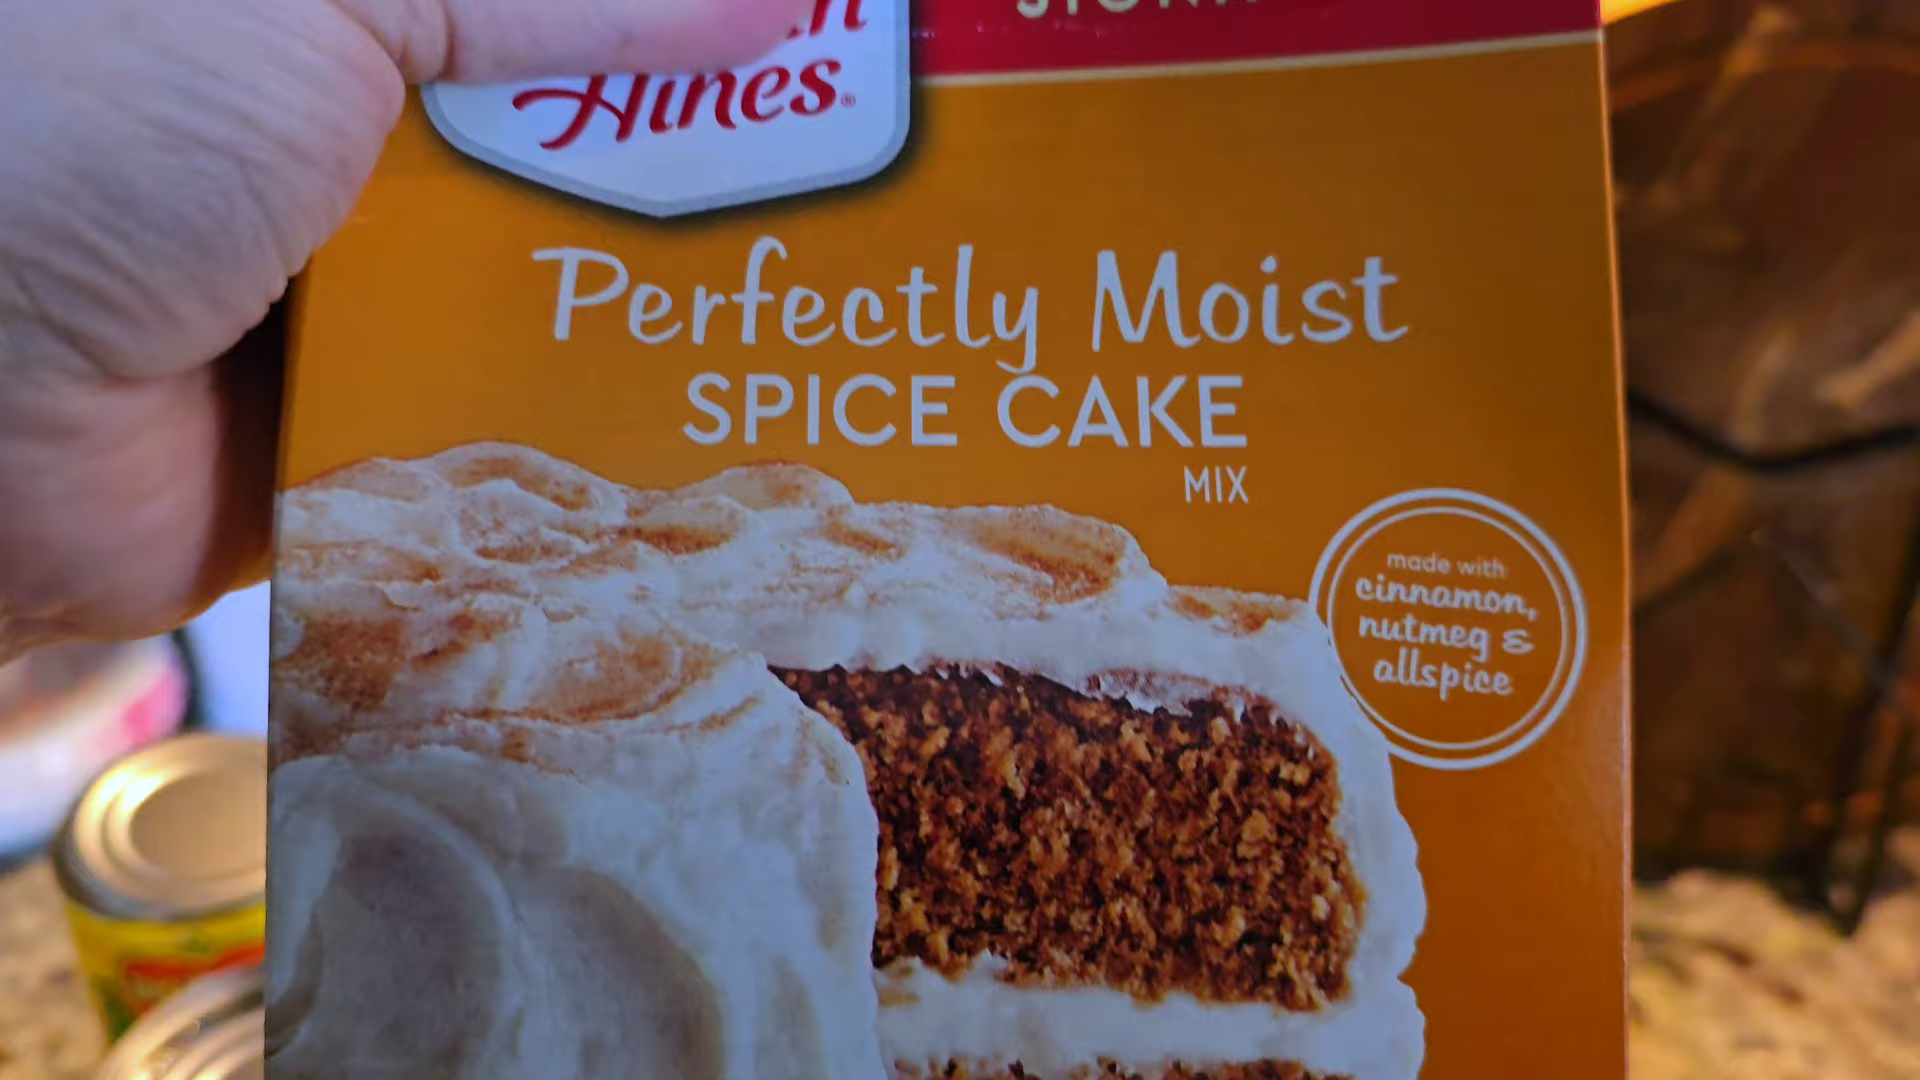 Hines®
Perfectly Moist
SPICE CAKE
MIX
made with
cinnamon,
nutmeg &
allspice